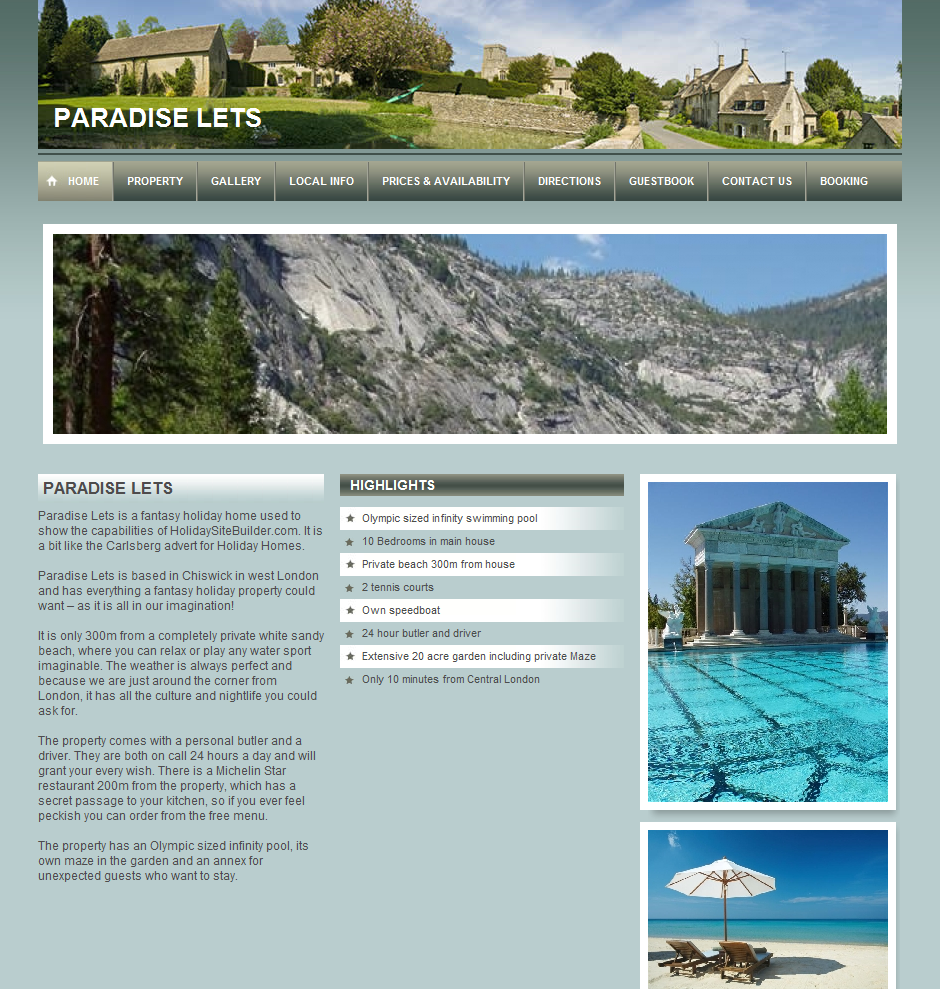 PARADISE LETS
HOME PROPERTY GALLERY LOCAL INFO PRICES & AVAILABILITY DIRECTIONS GUESTBOOK CONTACT US BOOKING
PARADISE LETS
Paradise Lets is a fantasy holiday home used to
show the capabilities of HolidaySiteBuilder.com. It is
a bit like the Carlsberg advert for Holiday Homes.
Paradise Lets is based in Chiswick in west London
and has everything a fantasy holiday property could
want – as it is all in our imagination!
It is only 300m from a completely private white sandy
beach, where you can relax or play any water sport
imaginable. The weather is always perfect and
because we are just around the corner from
London, it has all the culture and nightlife you could
ask for.
The property comes with a personal butler and a
driver. They are both on call 24 hours a day and will
grant your every wish. There is a Michelin Star
restaurant 200m from the property, which has a
secret passage to your kitchen, so if you ever feel
peckish you can order from the free menu.
The property has an Olympic sized infinity pool, its
own maze in the garden and an annex for
unexpected guests who want to stay.
HIGHLIGHTS
Olympic sized infinity swimming pool
10 Bedrooms in main house
Private beach 300m from house
2 tennis courts
Own speedboat
24 hour butler and driver
Extensive 20 acre garden including private Maze
Only 10 minutes from Central London